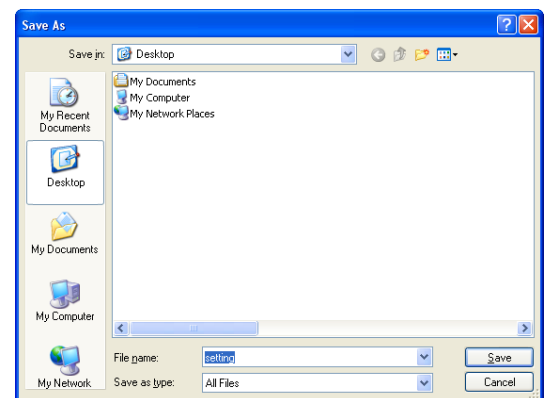 Save As
Save in:
Desktop
My Documents
My Computer
My Network Places
My Recent
Documents
Desktop
My Documents
My Computer
My Network
File name:
setting
Save
Save as type:
All Files
Cancel